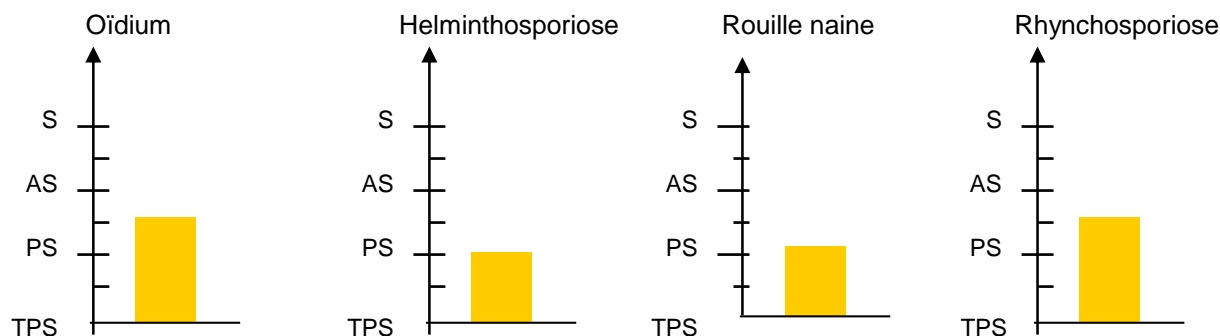 Oïdium
Helminthosporiose
Rouille naine
Rhynchosporiose
S
S
S
S
AS
AS
AS
AS
PS
PS
PS
PS
TPS
TPS
TPS
TPS